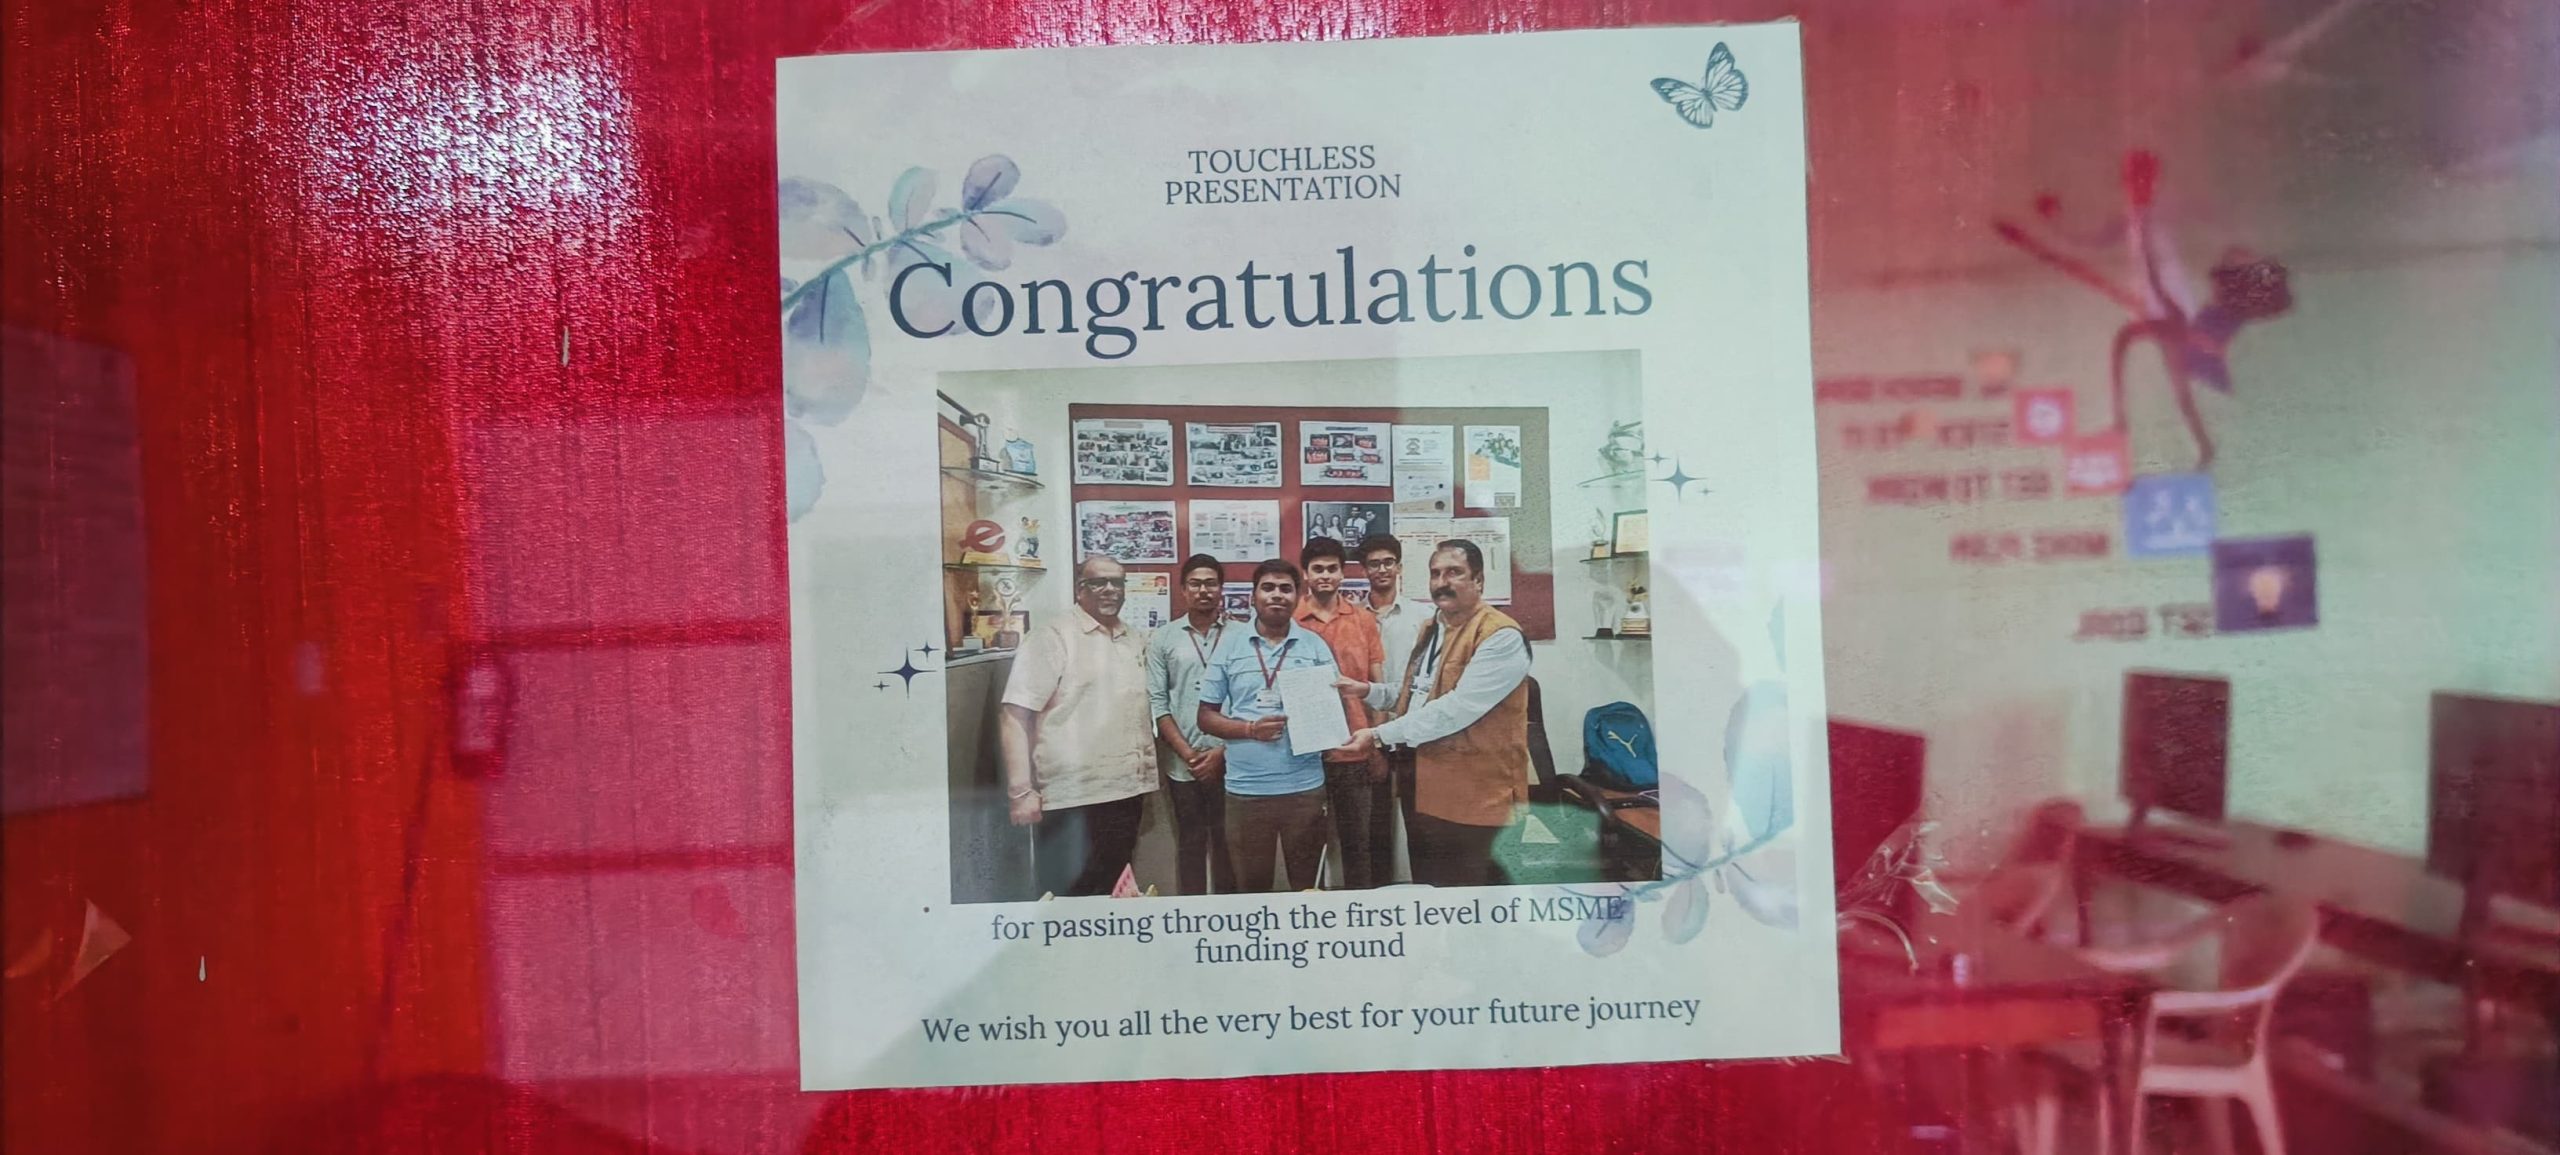 TOUCHLESS
PRESENTATION
Congratulations
for passing through the first level of MSME
funding round
We wish you all the very best for your future journey